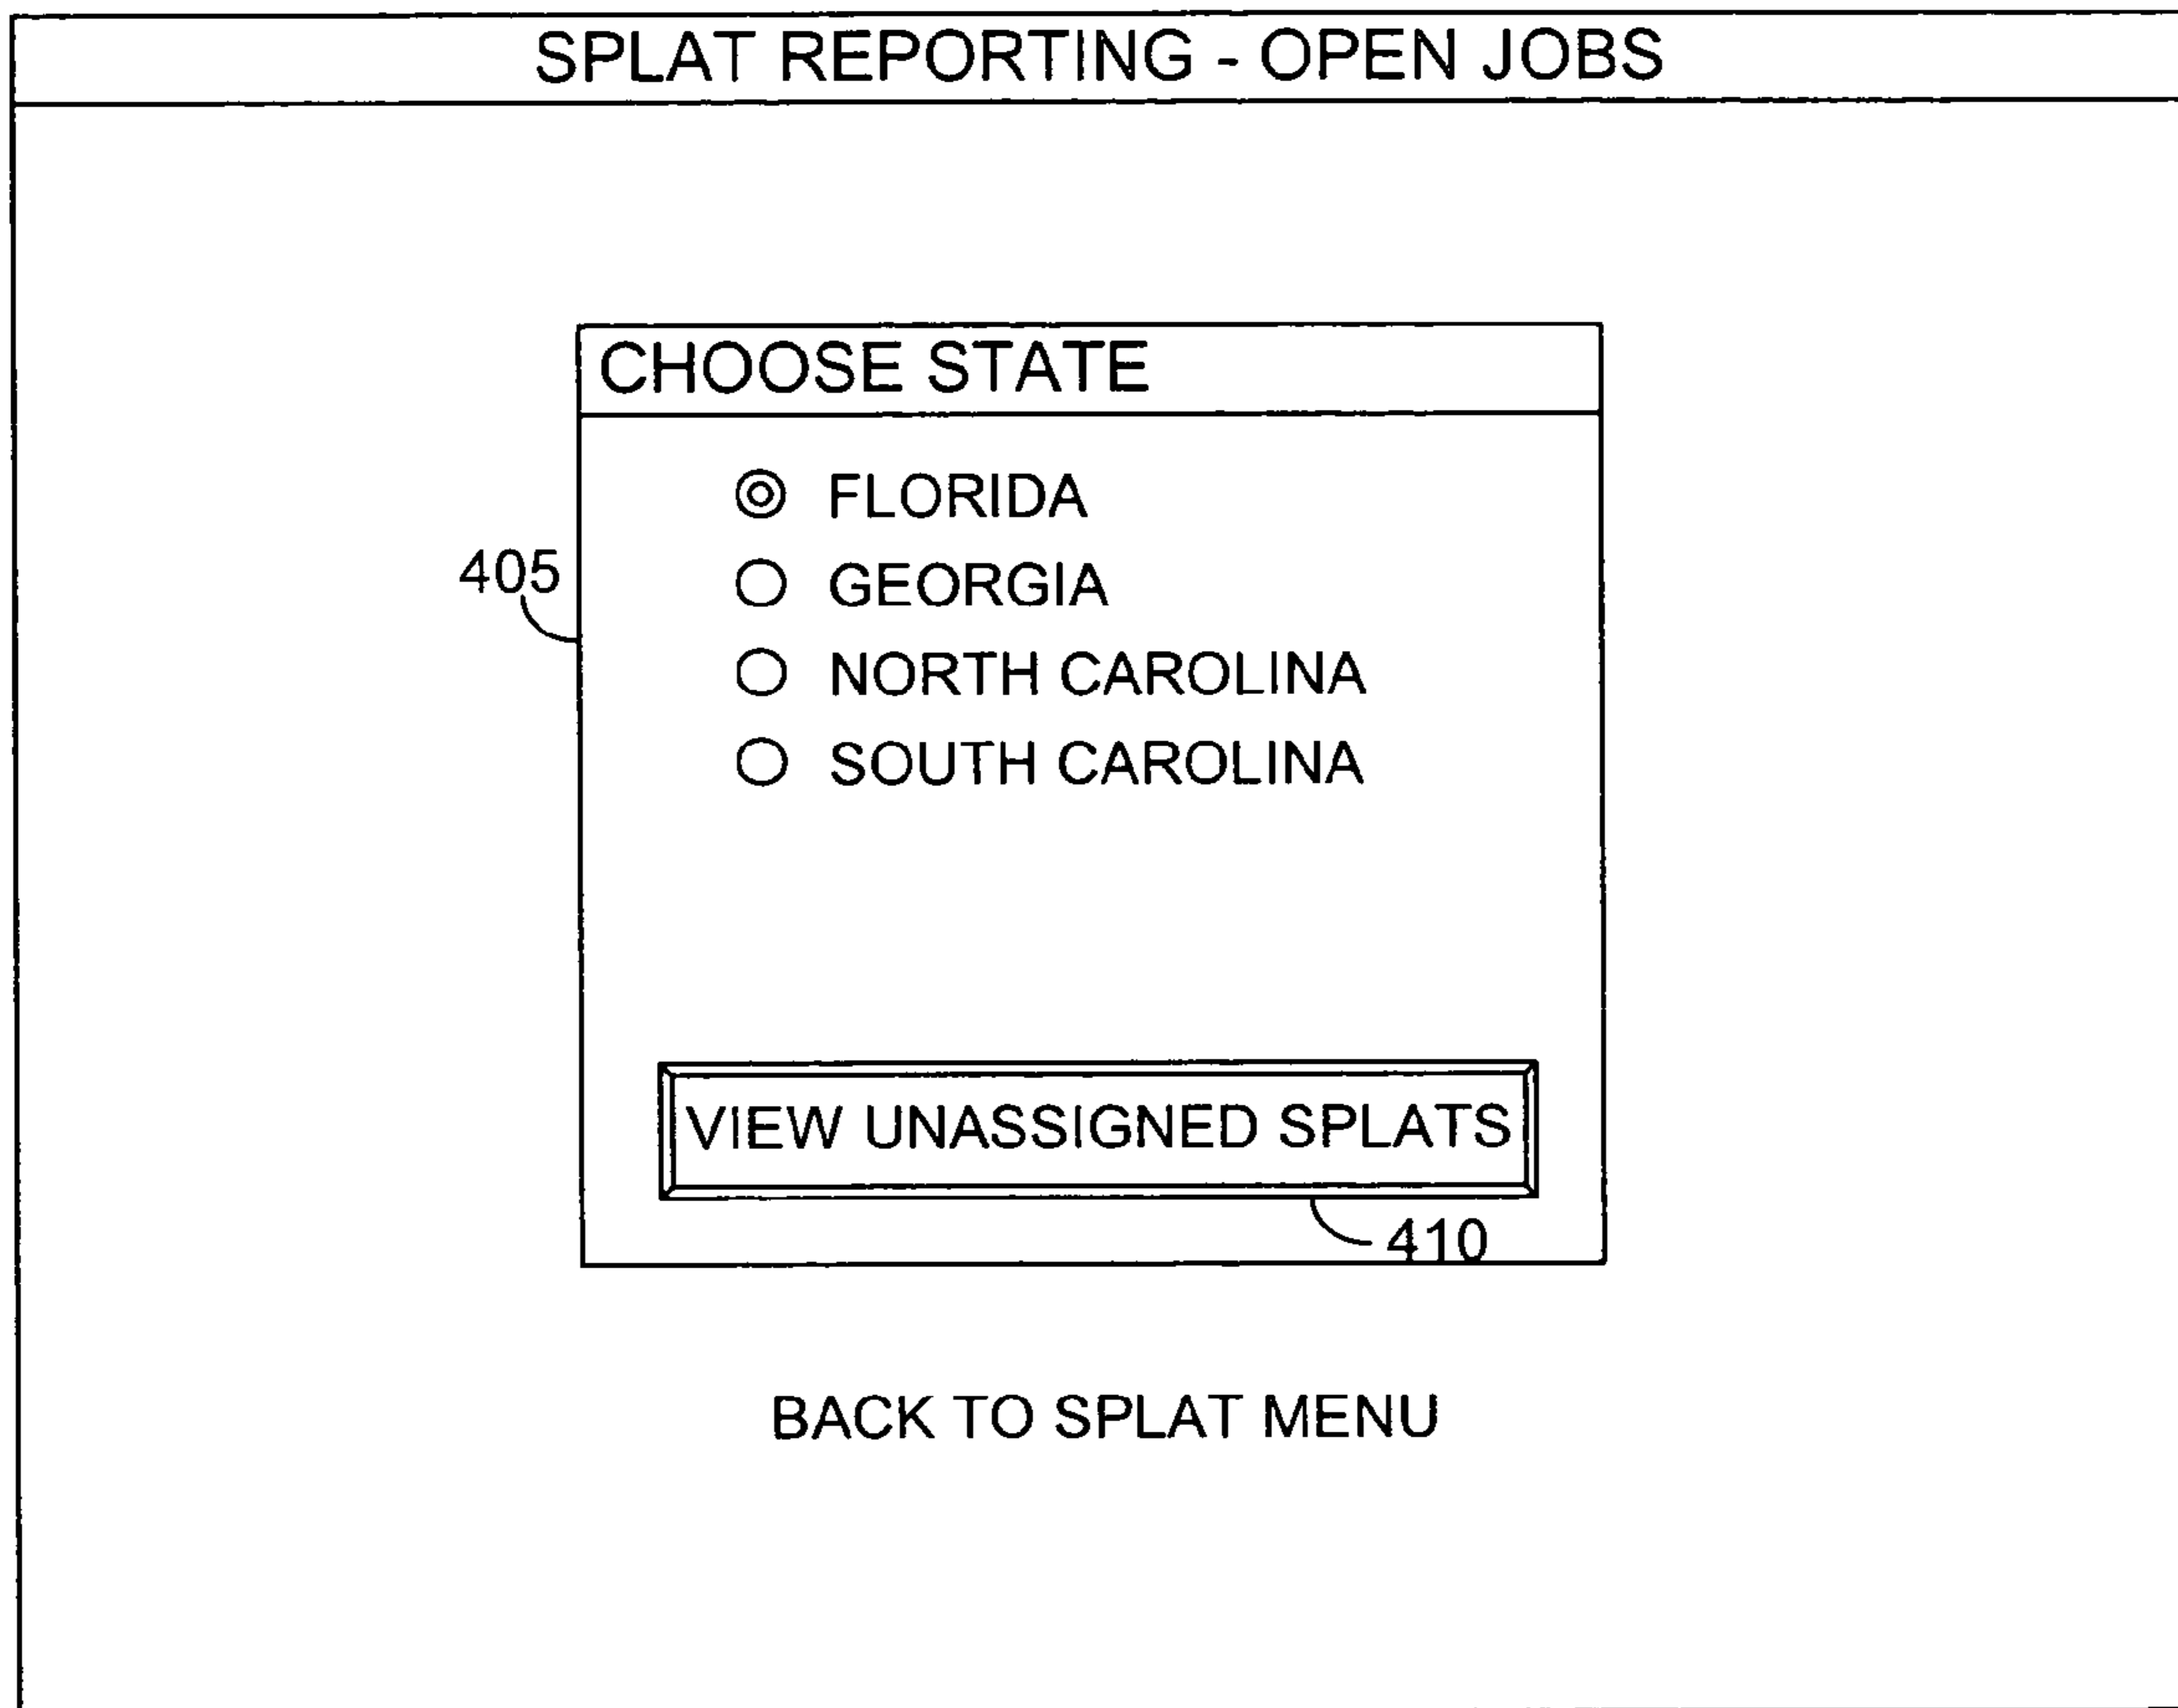 SPLAT REPORTING - OPEN JOBS
CHOOSE STATE
FLORIDA
GEORGIA
405
NORTH CAROLINA
SOUTH CAROLINA
VIEW UNASSIGNED SPLATS
410
BACK TO SPLAT MENU